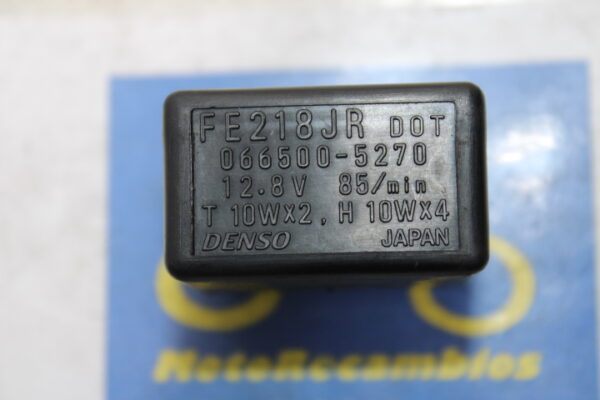 FE218JR DOT
066500-5270
12.8V 85/min
T 10W×2, H 10W×4
DENSO JAPAN
MotoRecambios